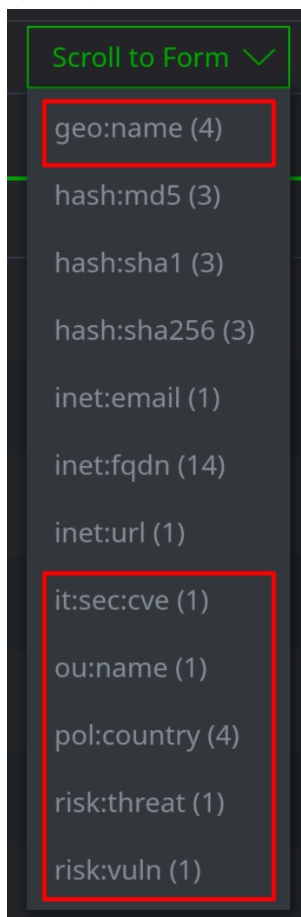 Scroll to Form
geo:name (4)
hash:md5 (3)
hash:sha1 (3)
hash:sha256 (3)
inet:email (1)
inet:fqdn (14)
inet:url (1)
it:sec:cve (1)
ou:name (1)
pol:country (4)
risk:threat (1)
risk:vuln (1)